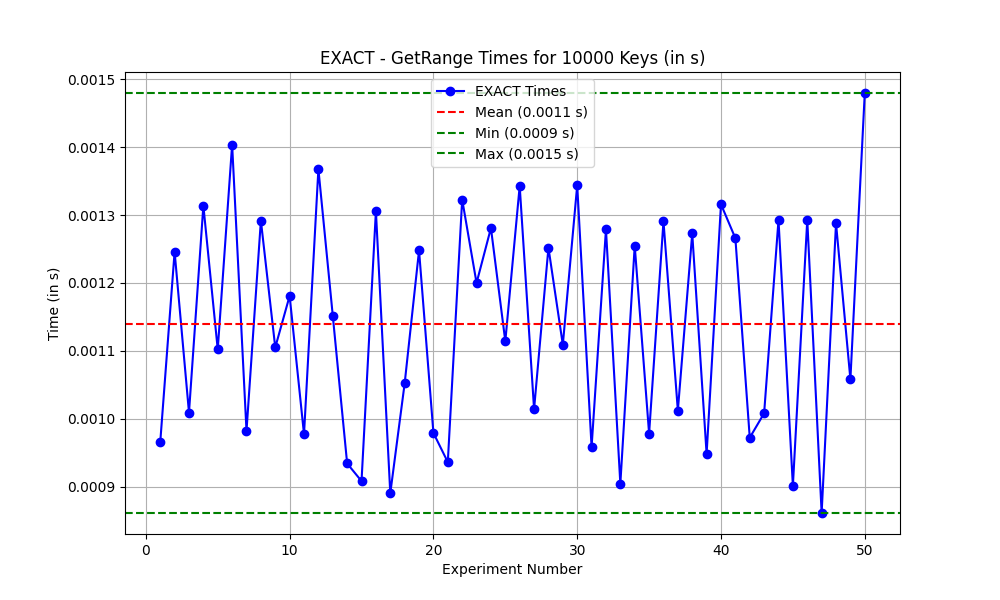 EXACT - GetRange Times for 10000 Keys (in s)
0.0015
0.0014
0.0013
0.0012
0.0011
0.0010
0.0009
Time (in s)
EXACT Times
Mean (0.0011 s)
Min (0.0009 s)
Max (0.0015 s)
0 10 20 30 40 50
Experiment Number